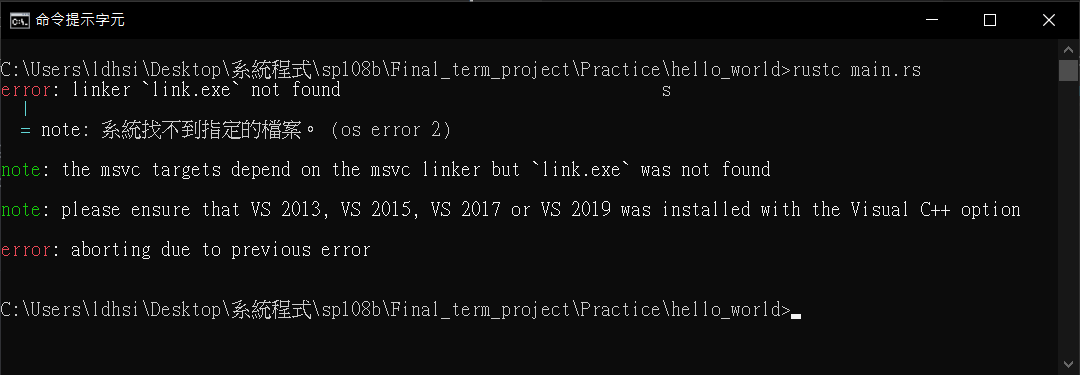 命令提示字元
C:\Users\ldhsi\Desktop\系統程式\sp108b\Final_term_project\Practice\hello_world>rustc main.rs
error: linker `link.exe` not found s
|
= note: 系統找不到指定的檔案。 (os error 2)
note: the msvc targets depend on the msvc linker but `link.exe` was not found
note: please ensure that VS 2013, VS 2015, VS 2017 or VS 2019 was installed with the Visual C++ option
error: aborting due to previous error
C:\Users\ldhsi\Desktop\系統程式\sp108b\Final_term_project\Practice\hello_world>